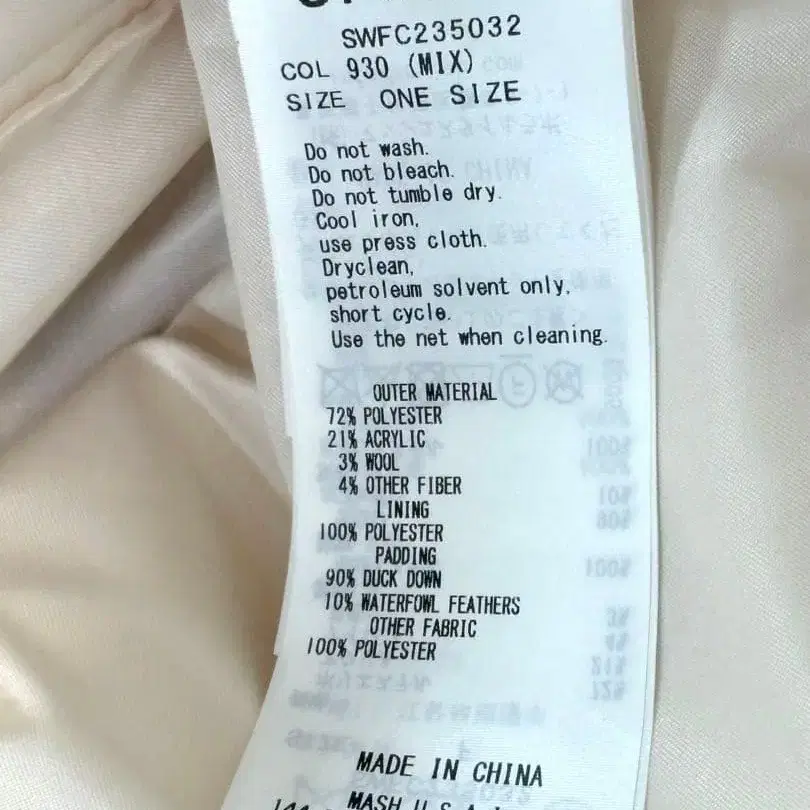 SWFC235032
COL 930 (MIX)
SIZE ONE SIZE
Do not wash.
Do not bleach.
Do not tumble dry.
Cool iron,
use press cloth.
Dryclean,
petroleum solvent only,
short cycle.
Use the net when cleaning.
OUTER MATERIAL
72% POLYESTER
21% ACRYLIC
3% WOOL
4% OTHER FIBER
LINING
100% POLYESTER
PADDING
90% DUCK DOWN
10% WATERFOWL FEATHERS
OTHER FABRIC
100% POLYESTER
MADE IN CHINA
MASH U.S.A